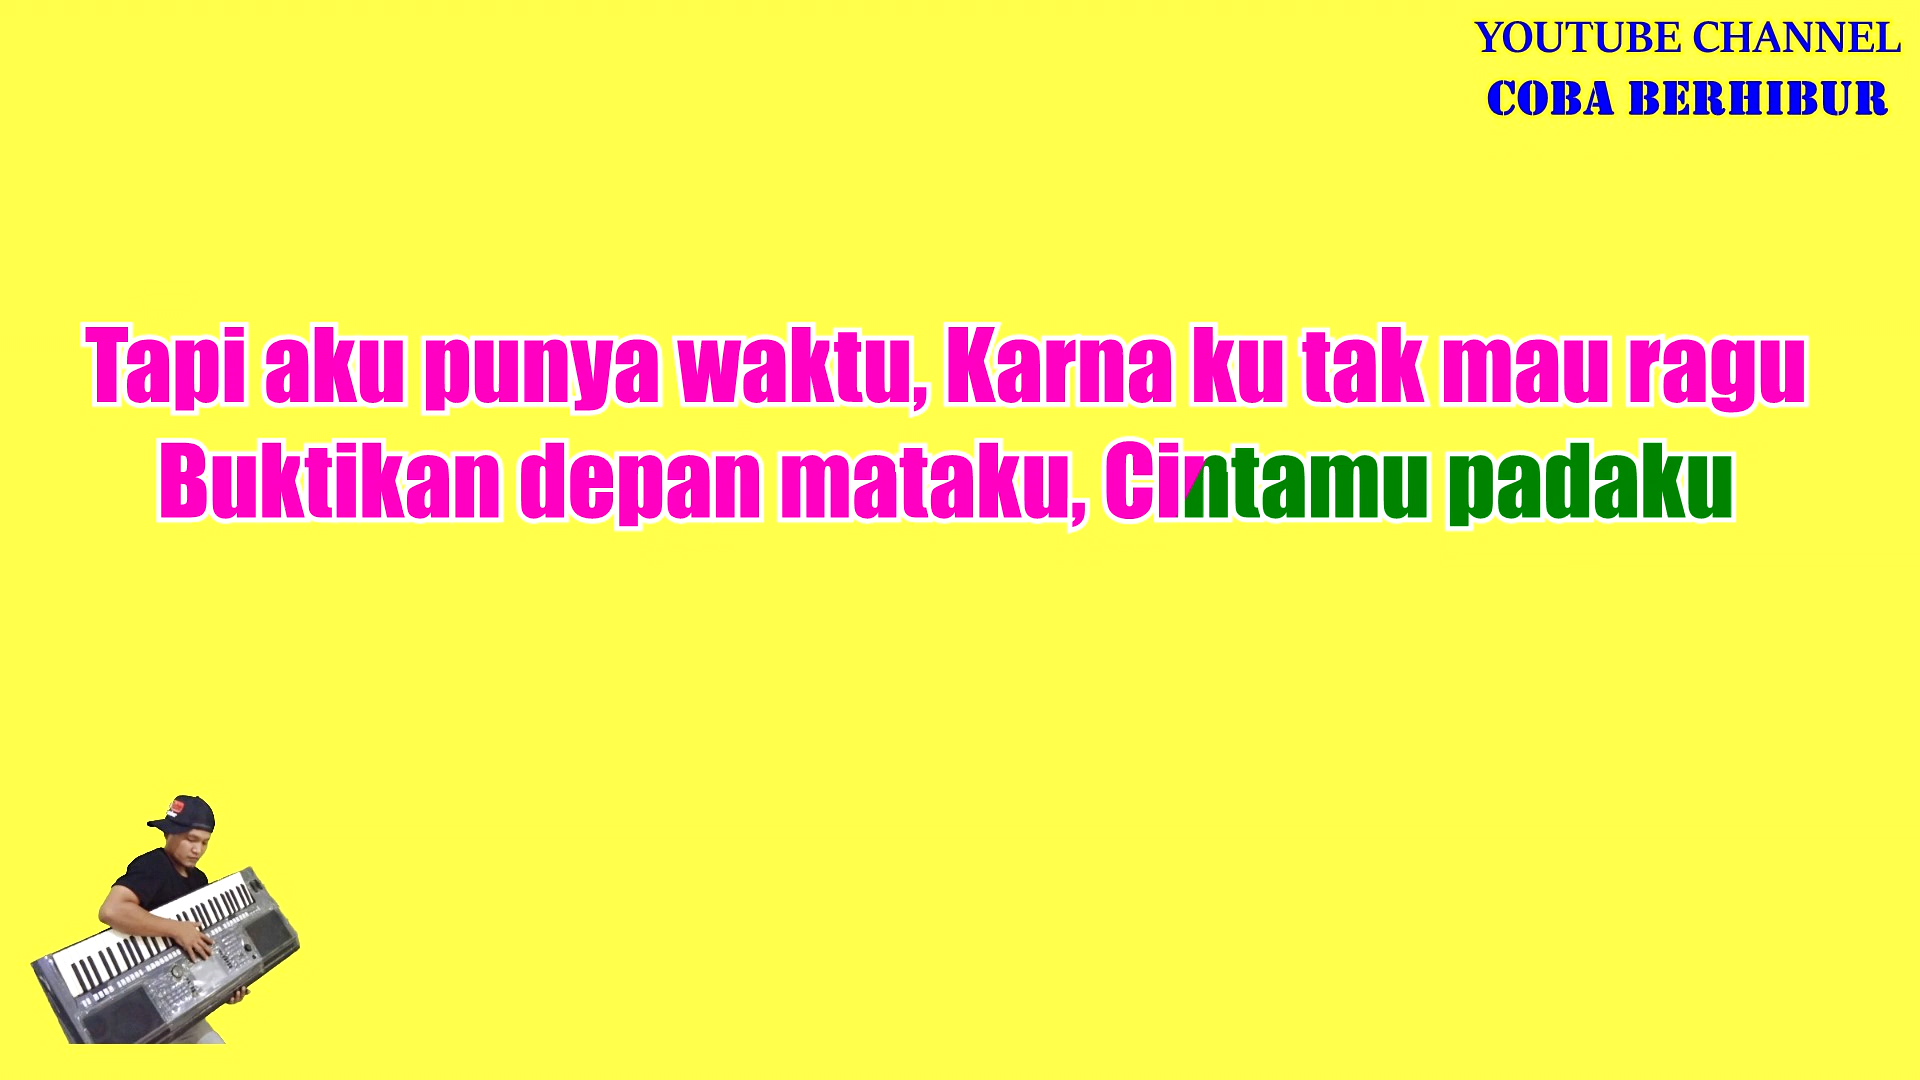 YOUTUBE CHANNEL
COBA BERHIBUR
Tapi aku punya waktu, Karna ku tak mau ragu
Buktikan depan mataku, Cintamu padaku